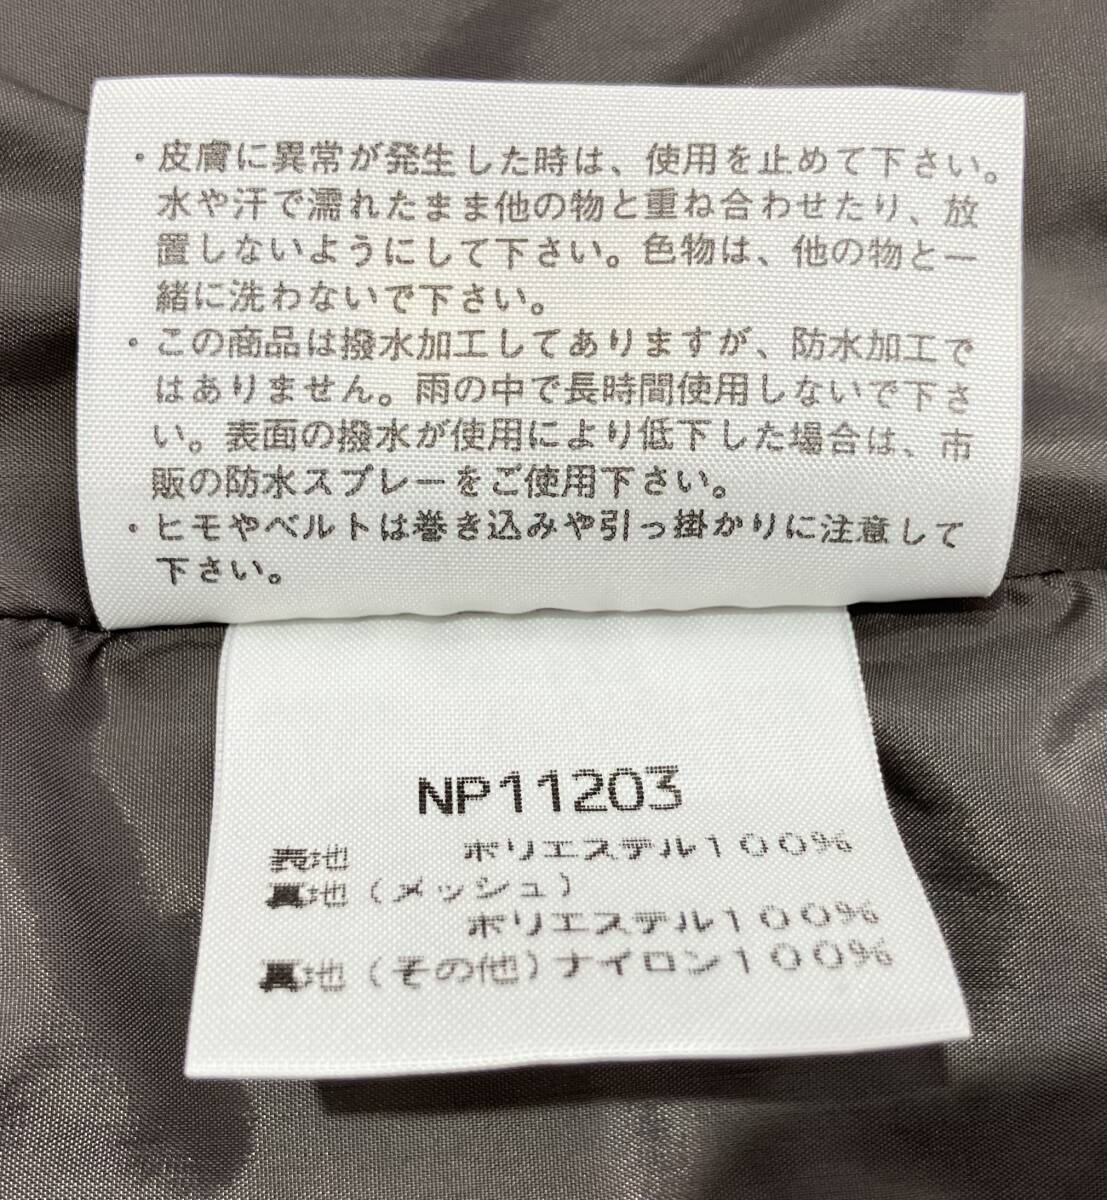 ・皮膚に異常が発生した時は、使用を止めて下さい。
水や汗で濡れたまま他の物と重ね合わせたり、放
置しないようにして下さい。色物は、他の物と一
緒に洗わないで下さい。
・この商品は撥水加工してありますが、防水加工で
はありません。雨の中で長時間使用しないで下さ
い。表面の撥水が使用により低下した場合は、市
販の防水スプレーをご使用下さい。
・ヒモやベルトは巻き込みや引っ掛かりに注意して
下さい。
NP11203
表地 ポリエステル100%
裏地(メッシュ)
ポリエステル100%
裏地(その他)ナイロン100%